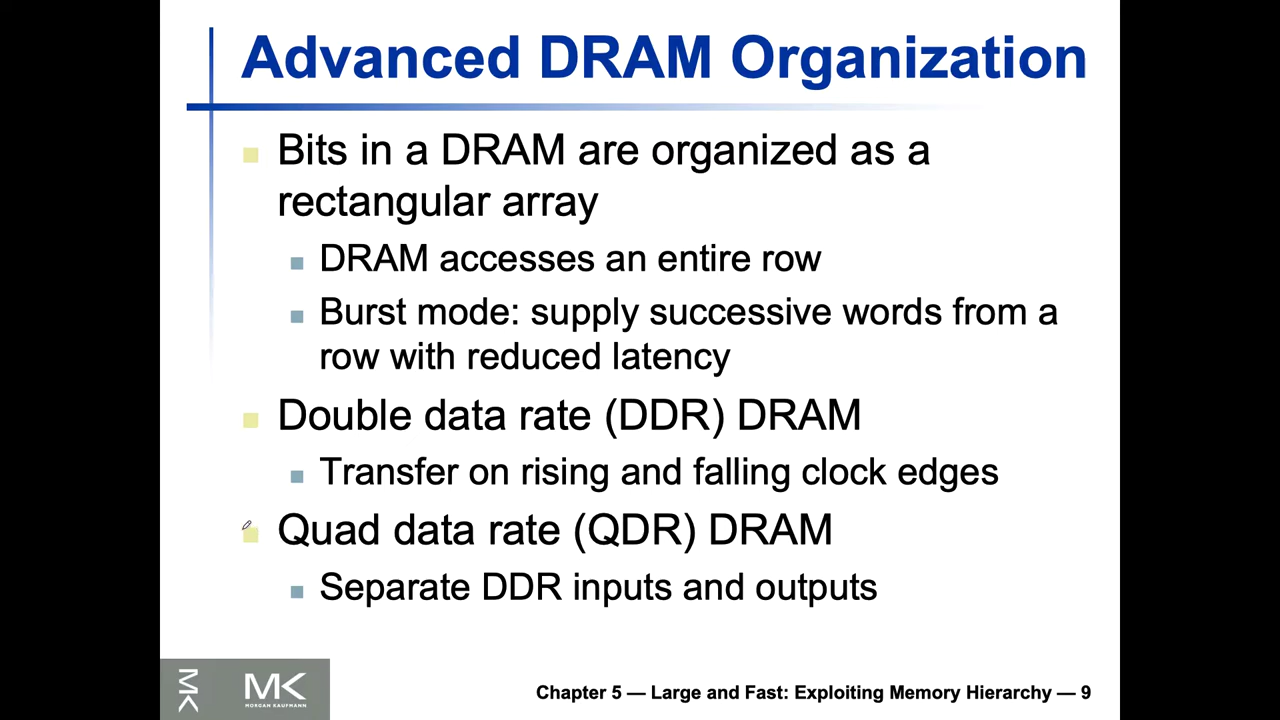 Advanced DRAM Organization
Bits in a DRAM are organized as a
rectangular array
DRAM accesses an entire row
Burst mode: supply successive words from a
row with reduced latency
Double data rate (DDR) DRAM
Transfer on rising and falling clock edges
Quad data rate (QDR) DRAM
Separate DDR inputs and outputs
MK
MK
MORGAN KAUFMANN
Chapter 5 — Large and Fast: Exploiting Memory Hierarchy — 9